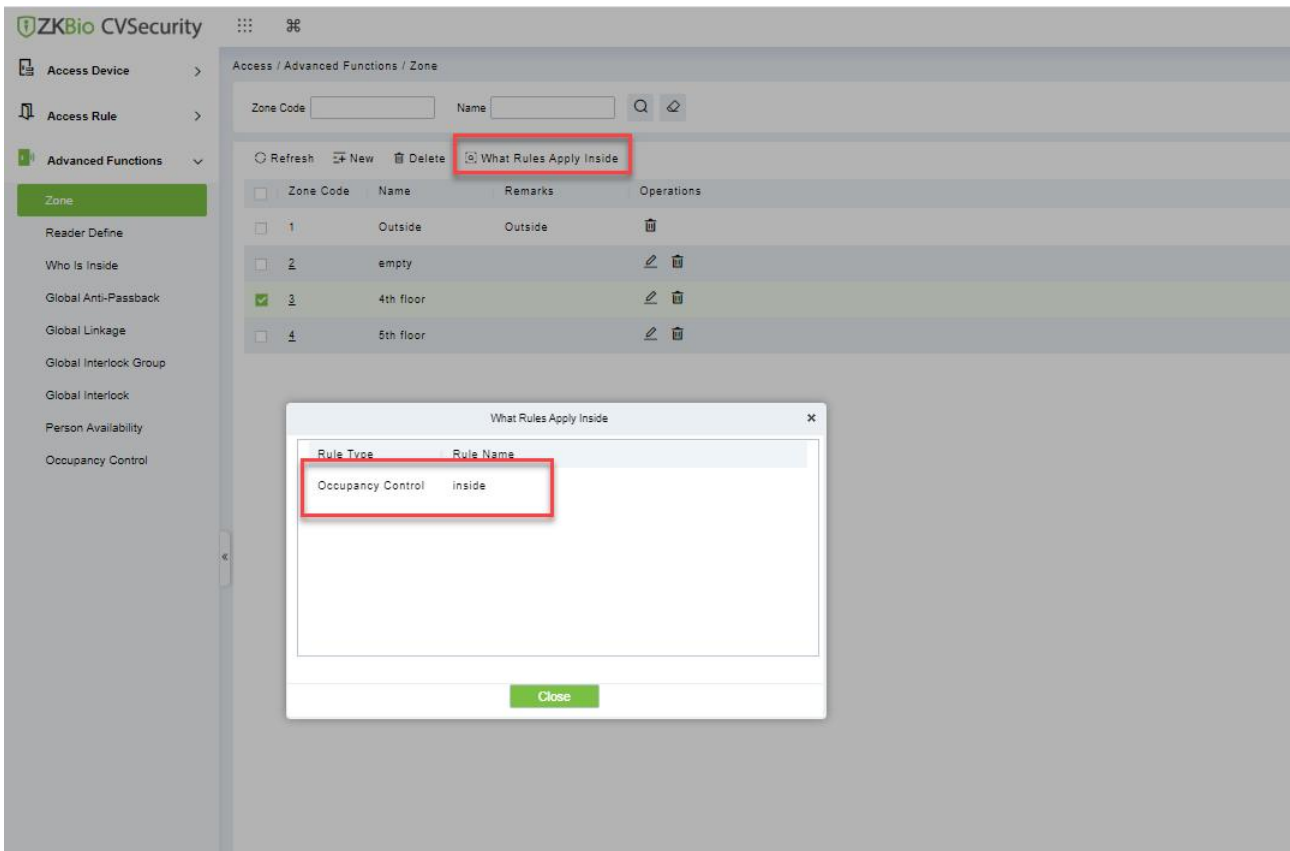 ZKBio CVSecurity
Access Device
Access Rule
Advanced Functions
Zone
Reader Define
Who Is Inside
Global Anti-Passback
Global Linkage
Global Interlock Group
Global Interlock
Person Availability
Occupancy Control
Access / Advanced Functions / Zone
Zone Code Name
Refresh New Delete What Rules Apply Inside
Zone Code Name Remarks Operations
1 Outside Outside
2 empty
3 4th floor
4 5th floor
What Rules Apply Inside
Rule Type Rule Name
Occupancy Control inside
Close